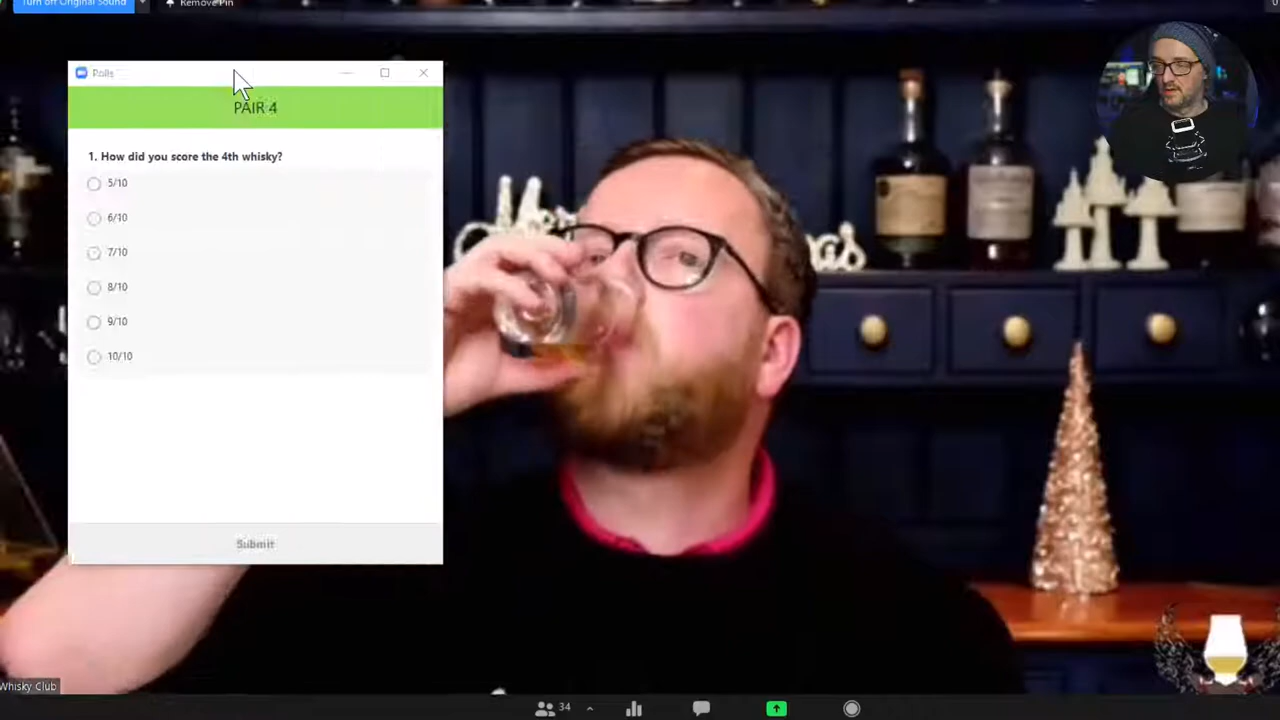 Turn off Original Sound
Remove Pin
Polls
PAIR 4
1. How did you score the 4th whisky?
5/10
6/10
7/10
8/10
9/10
10/10
Submit
Whisky Club
34